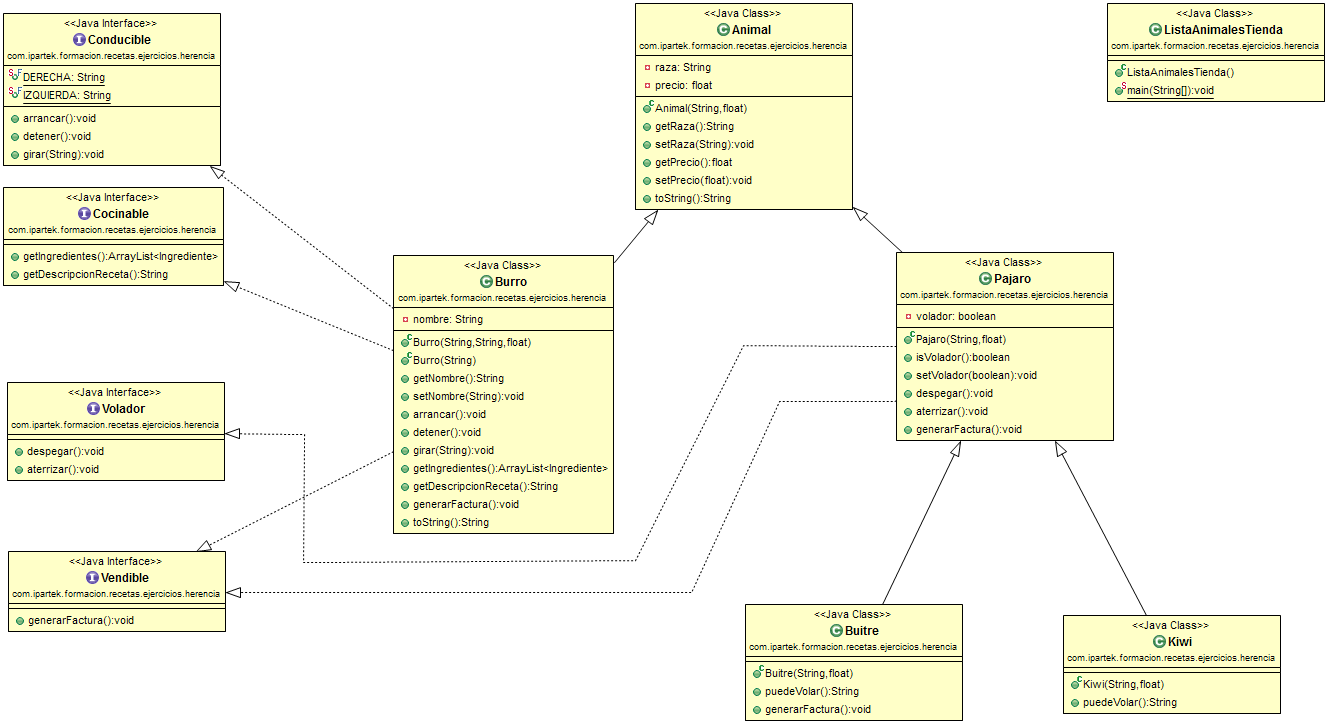 <<Java Interface>>
Conducible
com.ipartek.formacion.recetas.ejercicios.herencia
DERECHA: String
IZQUIERDA: String
arrancar():void
detener():void
girar(String):void
<<Java Interface>>
Cocinable
com.ipartek.formacion.recetas.ejercicios.herencia
getIngredientes():ArrayList<Ingrediente>
getDescripcionReceta():String
<<Java Interface>>
Volador
com.ipartek.formacion.recetas.ejercicios.herencia
despegar():void
aterrizar():void
<<Java Interface>>
Vendible
com.ipartek.formacion.recetas.ejercicios.herencia
generarFactura():void
<<Java Class>>
Burro
com.ipartek.formacion.recetas.ejercicios.herencia
nombre: String
Burro(String,String,float)
Burro(String)
getNombre():String
setNombre(String):void
arrancar():void
detener():void
girar(String):void
getIngredientes():ArrayList<Ingrediente>
getDescripcionReceta():String
generarFactura():void
toString():String
<<Java Class>>
Animal
com.ipartek.formacion.recetas.ejercicios.herencia
raza: String
precio: float
Animal(String,float)
getRaza():String
setRaza(String):void
getPrecio():float
setPrecio(float):void
toString():String
<<Java Class>>
Pajaro
com.ipartek.formacion.recetas.ejercicios.herencia
volador: boolean
Pajaro(String,float)
isVolador():boolean
setVolador(boolean):void
despegar():void
aterrizar():void
generarFactura():void
<<Java Class>>
Buitre
com.ipartek.formacion.recetas.ejercicios.herencia
Buitre(String,float)
puedeVolar():String
generarFactura():void
<<Java Class>>
Kiwi
com.ipartek.formacion.recetas.ejercicios.herencia
Kiwi(String,float)
puedeVolar():String
<<Java Class>>
ListaAnimalesTienda
com.ipartek.formacion.recetas.ejercicios.herencia
ListaAnimalesTienda()
main(String[]):void